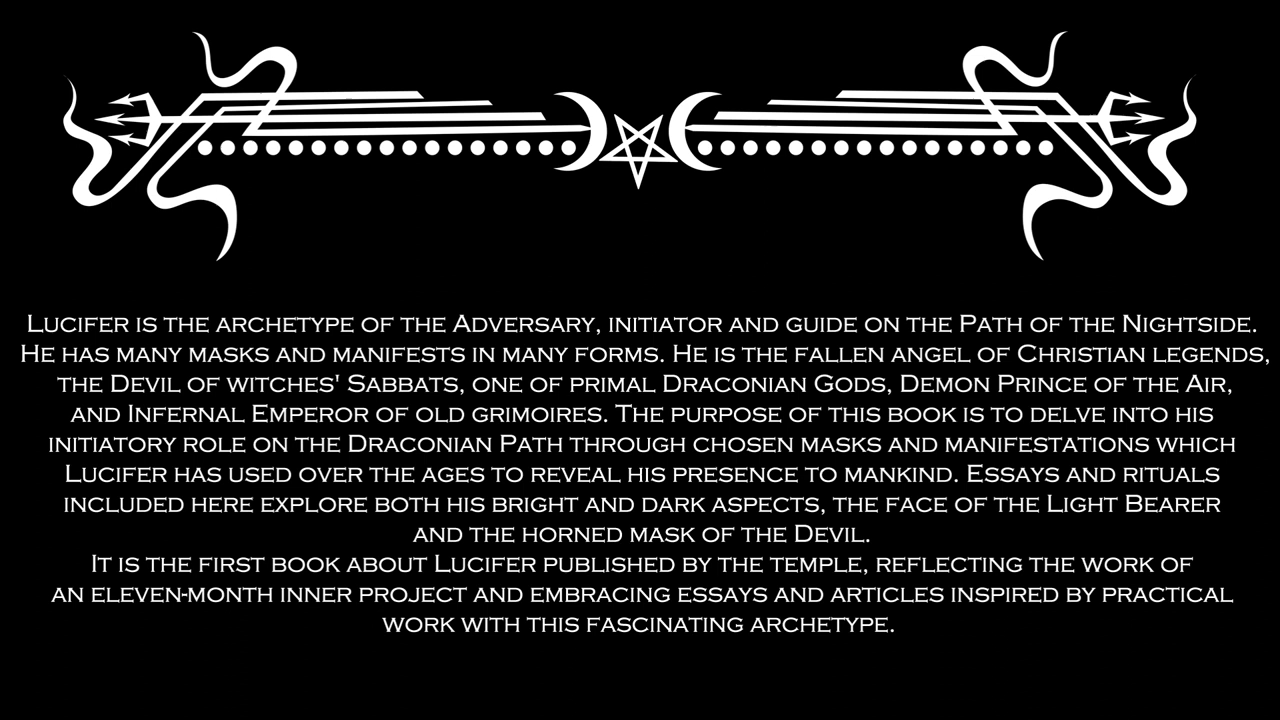 Lucifer is the archetype of the Adversary, initiator and guide on the Path of the Nightside.
He has many masks and manifests in many forms. He is the fallen angel of Christian legends,
the Devil of witches' Sabbats, one of primal Draconian Gods, Demon Prince of the Air,
and Infernal Emperor of old grimoires. The purpose of this book is to delve into his
initiatory role on the Draconian Path through chosen masks and manifestations which
Lucifer has used over the ages to reveal his presence to mankind. Essays and rituals
included here explore both his bright and dark aspects, the face of the Light Bearer
and the horned mask of the Devil.
It is the first book about Lucifer published by the temple, reflecting the work of
an eleven-month inner project and embracing essays and articles inspired by practical
work with this fascinating archetype.